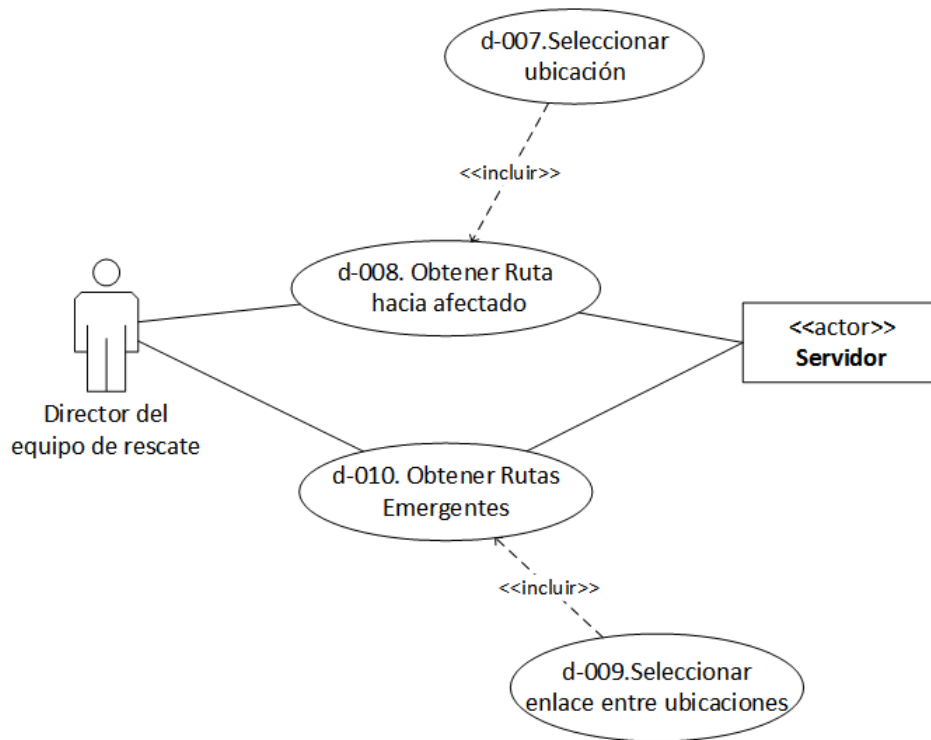 d-007.Seleccionar
ubicación
<<incluir>>
d-008. Obtener Ruta
hacia afectado
<<actor>>
Servidor
Director del
equipo de rescate
d-010. Obtener Rutas
Emergentes
<<incluir>>
d-009.Seleccionar
enlace entre ubicaciones